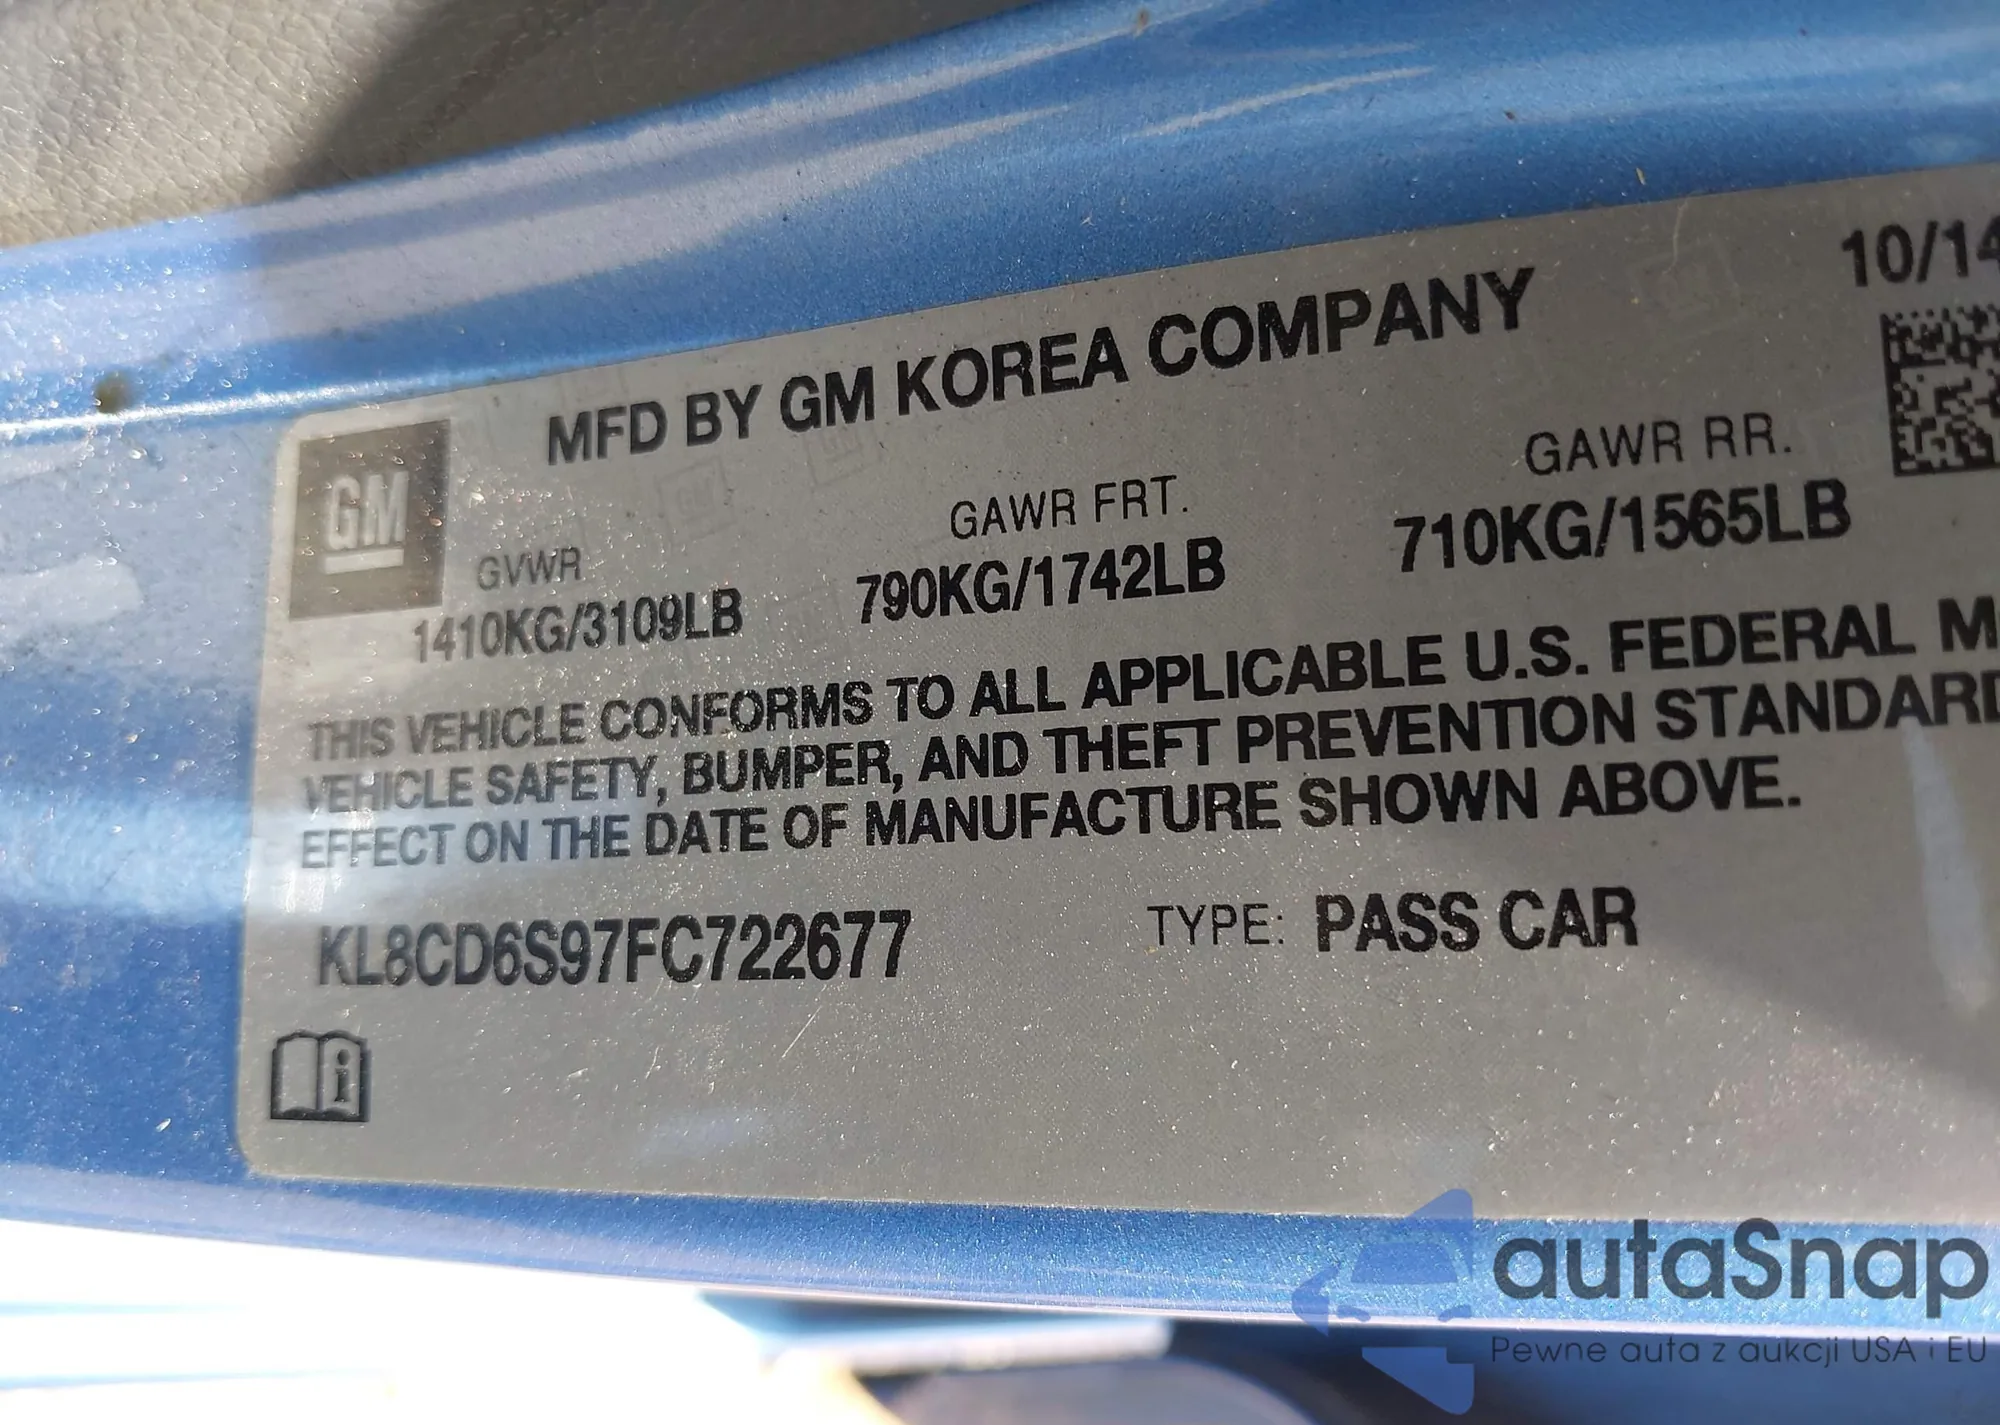 10/14
MFD BY GM KOREA COMPANY
GM
GVWR GAWR FRT. GAWR RR.
1410KG/3109LB 790KG/1742LB 710KG/1565LB
THIS VEHICLE CONFORMS TO ALL APPLICABLE U.S. FEDERAL M
VEHICLE SAFETY, BUMPER, AND THEFT PREVENTION STANDARD
EFFECT ON THE DATE OF MANUFACTURE SHOWN ABOVE.
KL8CD6S97FC722677 TYPE: PASS CAR
i
autaSnap
Pewne auta z aukcji USA i EU